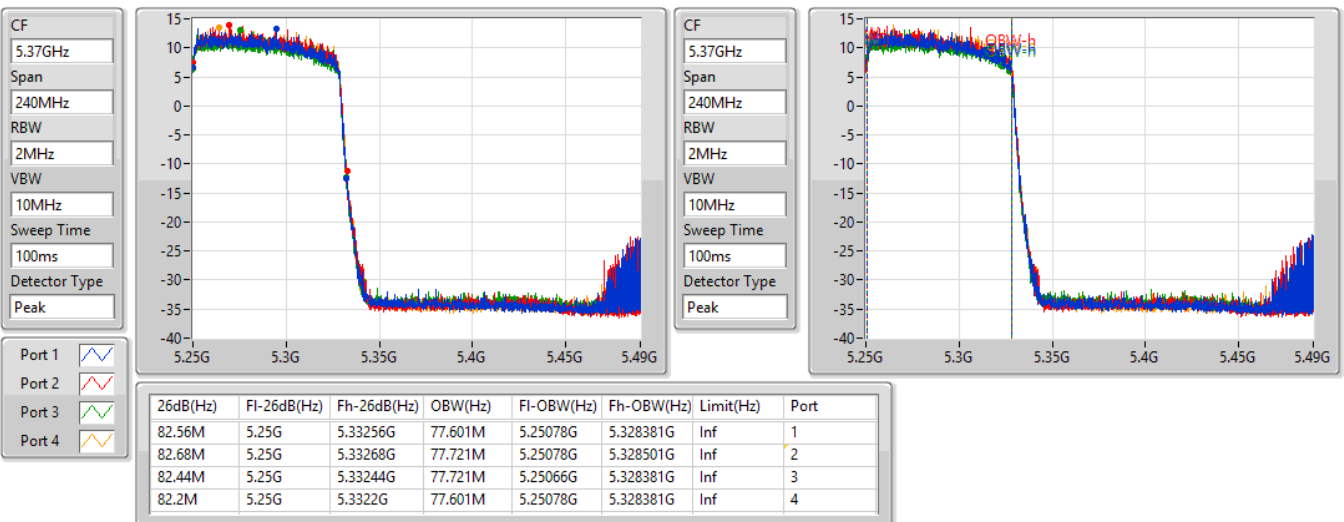 CF
5.37GHz
Span
240MHz
RBW
2MHz
VBW
10MHz
Sweep Time
100ms
Detector Type
Peak
15
10
5
0
-5
-10
-15
-20
-25
-30
-35
-40
5.25G 5.3G 5.35G 5.4G 5.45G 5.49G
CF
5.37GHz
Span
240MHz
RBW
2MHz
VBW
10MHz
Sweep Time
100ms
Detector Type
Peak
15
10
5
0
-5
-10
-15
-20
-25
-30
-35
-40
OBW-h
5.25G 5.3G 5.35G 5.4G 5.45G 5.49G
Port 1
Port 2
Port 3
Port 4
26dB(Hz) Fl-26dB(Hz) Fh-26dB(Hz) OBW(Hz) Fl-OBW(Hz) Fh-OBW(Hz) Limit(Hz) Port
82.56M 5.25G 5.33256G 77.601M 5.25078G 5.328381G Inf 1
82.68M 5.25G 5.33268G 77.721M 5.25078G 5.328501G Inf 2
82.44M 5.25G 5.33244G 77.721M 5.25066G 5.328381G Inf 3
82.2M 5.25G 5.3322G 77.601M 5.25078G 5.328381G Inf 4